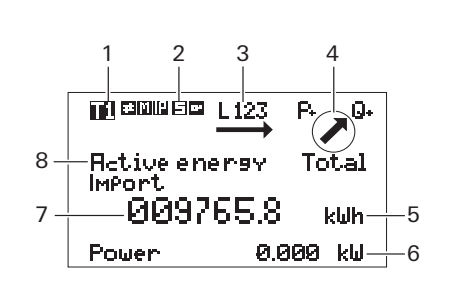 1 2 3 4
T1 M I P S L 123 P+ Q+
8 Active energy Total
Import
7 009765.8 kWh 5
Power 0.000 kW 6